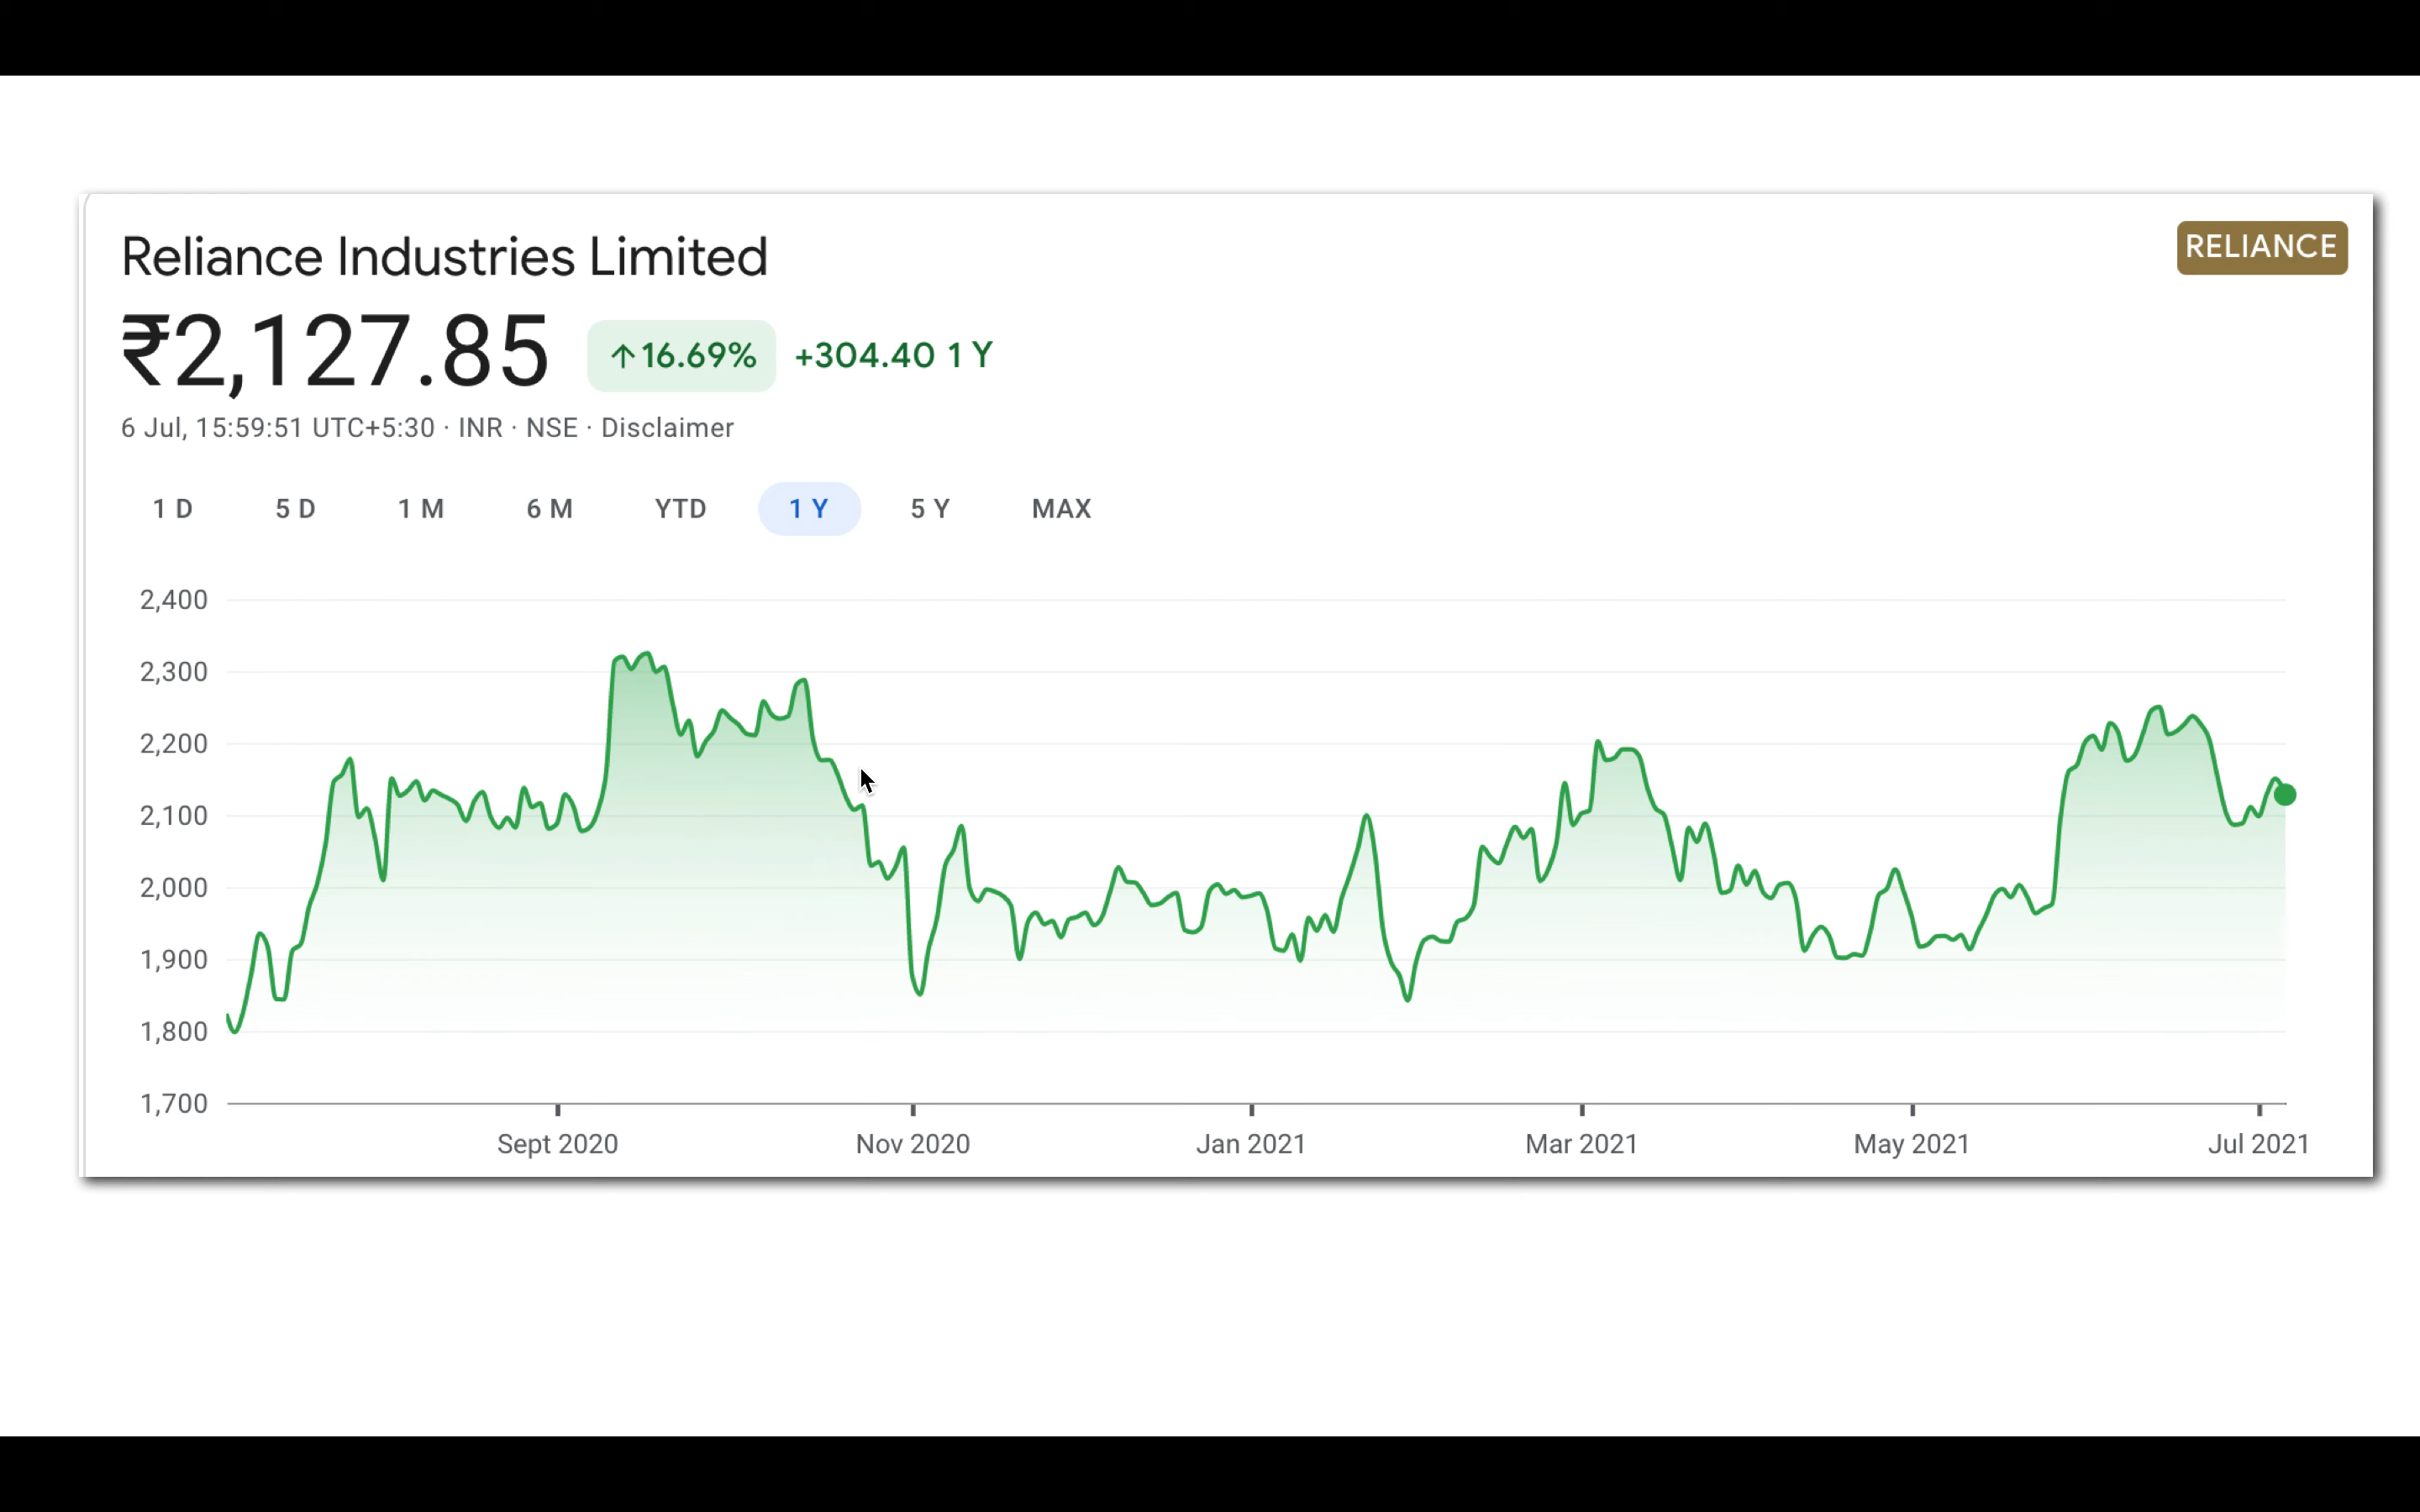 Reliance Industries Limited
RELIANCE
₹2,127.85 ↑16.69% +304.40 1 Y
6 Jul, 15:59:51 UTC+5:30 · INR · NSE · Disclaimer
1 D 5 D 1 M 6 M YTD 1 Y 5 Y MAX
2,400
2,300
2,200
2,100
2,000
1,900
1,800
1,700
Sept 2020 Nov 2020 Jan 2021 Mar 2021 May 2021 Jul 2021